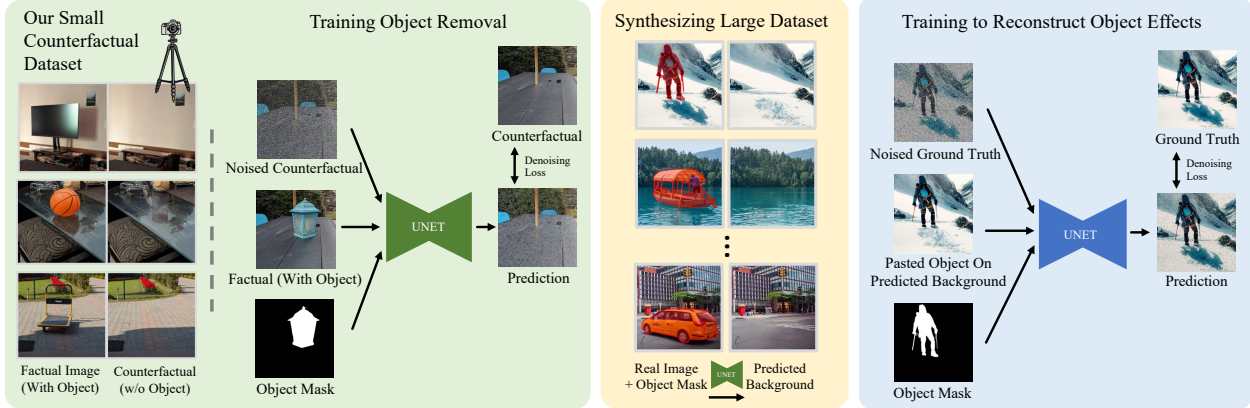 Our Small
Counterfactual
Dataset
Factual Image
(With Object)
Counterfactual
(w/o Object)
Training Object Removal
Noised Counterfactual
Factual (With Object)
Object Mask
UNET
Counterfactual
Denoising
Loss
Prediction
Synthesizing Large Dataset
Real Image
+ Object Mask
UNET
Predicted
Background
Training to Reconstruct Object Effects
Noised Ground Truth
Pasted Object On
Predicted Background
Object Mask
UNET
Ground Truth
Denoising
Loss
Prediction